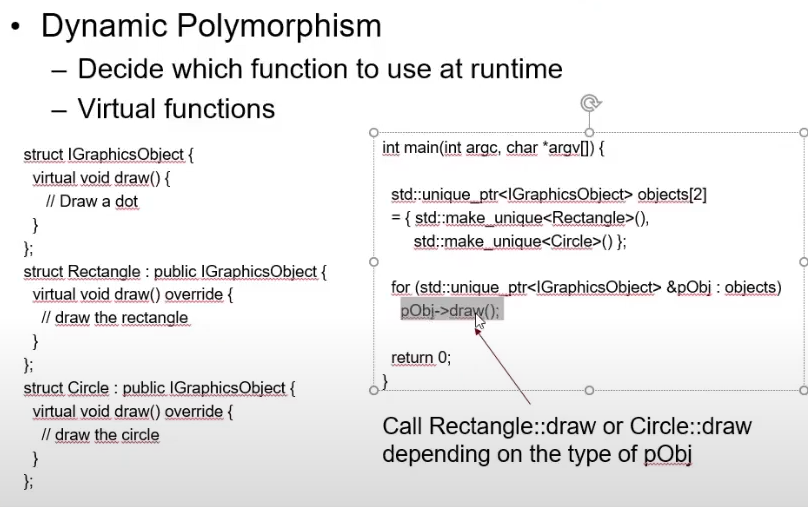 • Dynamic Polymorphism
– Decide which function to use at runtime
– Virtual functions
struct IGraphicsObject {
virtual void draw() {
// Draw a dot
}
};
struct Rectangle : public IGraphicsObject {
virtual void draw() override {
// draw the rectangle
}
};
struct Circle : public IGraphicsObject {
virtual void draw() override {
// draw the circle
}
};
int main(int argc, char *argv[]) {
std::unique_ptr<IGraphicsObject> objects[2]
= { std::make_unique<Rectangle>(),
std::make_unique<Circle>() };
for (std::unique_ptr<IGraphicsObject> &pObj : objects)
pObj->draw();
return 0;
}
Call Rectangle::draw or Circle::draw
depending on the type of pObj